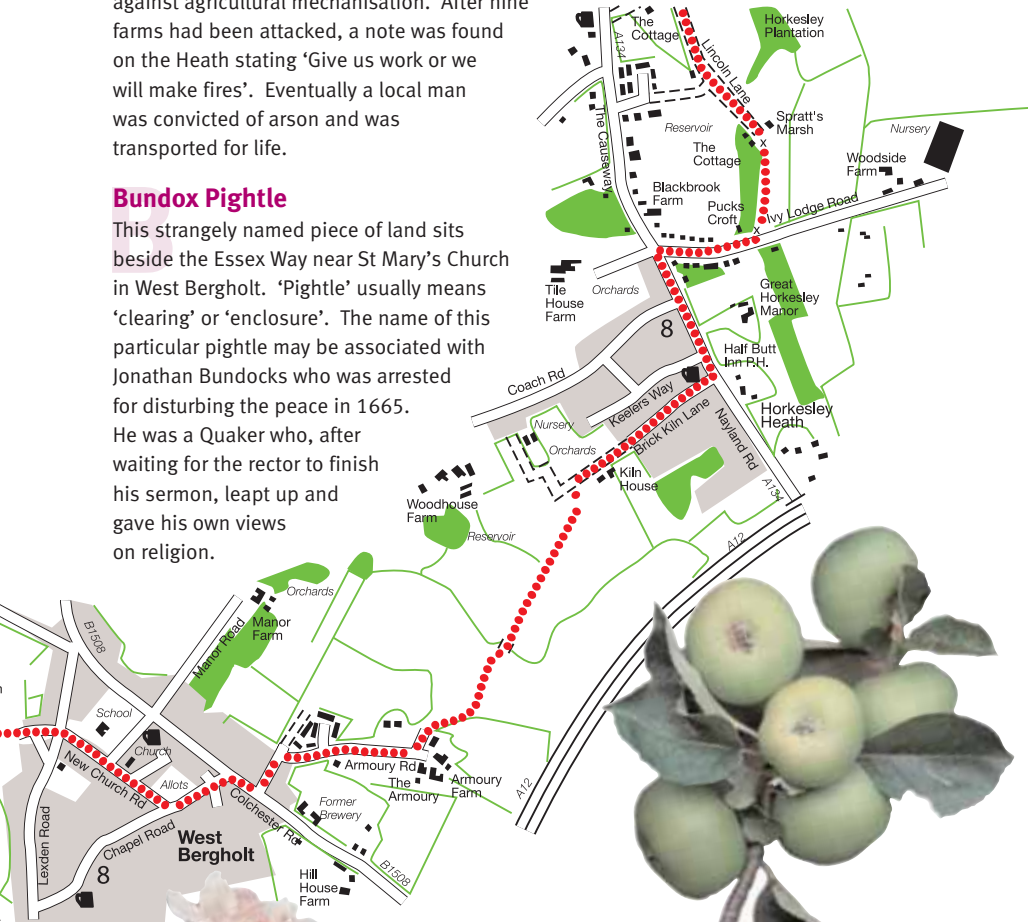 against agricultural mechanisation. After nine
farms had been attacked, a note was found
on the Heath stating ‘Give us work or we
will make fires’. Eventually a local man
was convicted of arson and was
transported for life.
B
Bundox Pightle
This strangely named piece of land sits
beside the Essex Way near St Mary’s Church
in West Bergholt. ‘Pightle’ usually means
‘clearing’ or ‘enclosure’. The name of this
particular pightle may be associated with
Jonathan Bundocks who was arrested
for disturbing the peace in 1665.
He was a Quaker who, after
waiting for the rector to finish
his sermon, leapt up and
gave his own views
on religion.
The
Cottage
A134
Lincoln Lane
Horkesley
Plantation
The Causeway
Reservoir
Spratt's
Marsh
x
Nursery
The
Cottage
Woodside
Farm
Blackbrook
Farm
Pucks
Croft
Ivy Lodge Road
x
Tile
House
Farm
Orchards
Great
Horkesley
Manor
8
Half Butt
Inn P.H.
Coach Rd
Keelers Way
Brick Kiln Lane
Nayland Rd
Horkesley
Heath
Nursery
Orchards
Kiln
House
A134
Woodhouse
Farm
Reservoir
A12
Orchards
Manor
Farm
Manor Road
B1508
School
Church
New Church Rd
Allots
Armoury Rd
The
Armoury
Armoury
Farm
A12
Colchester Rd
Former
Brewery
Lexden Road
Chapel Road
West
Bergholt
8
Hill
House
Farm
B1508